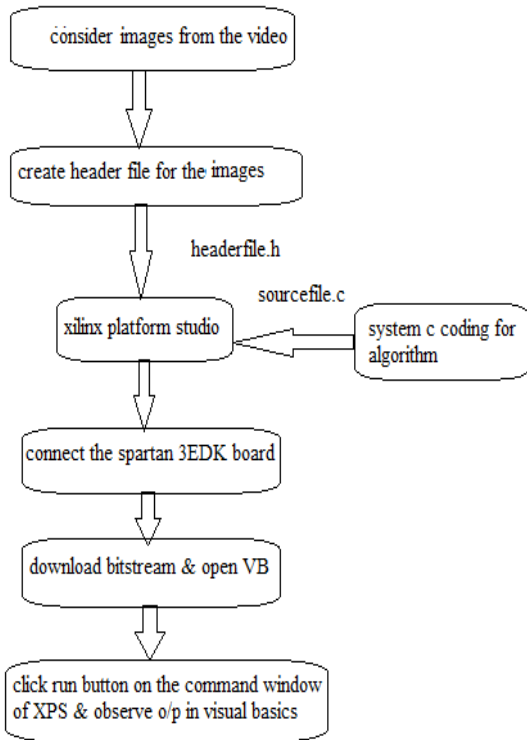 consider images from the video
create header file for the images
headerfile.h
sourcefile.c
xilinx platform studio
system c coding for
algorithm
connect the spartan 3EDK board
download bitstream & open VB
click run button on the command window
of XPS & observe o/p in visual basics